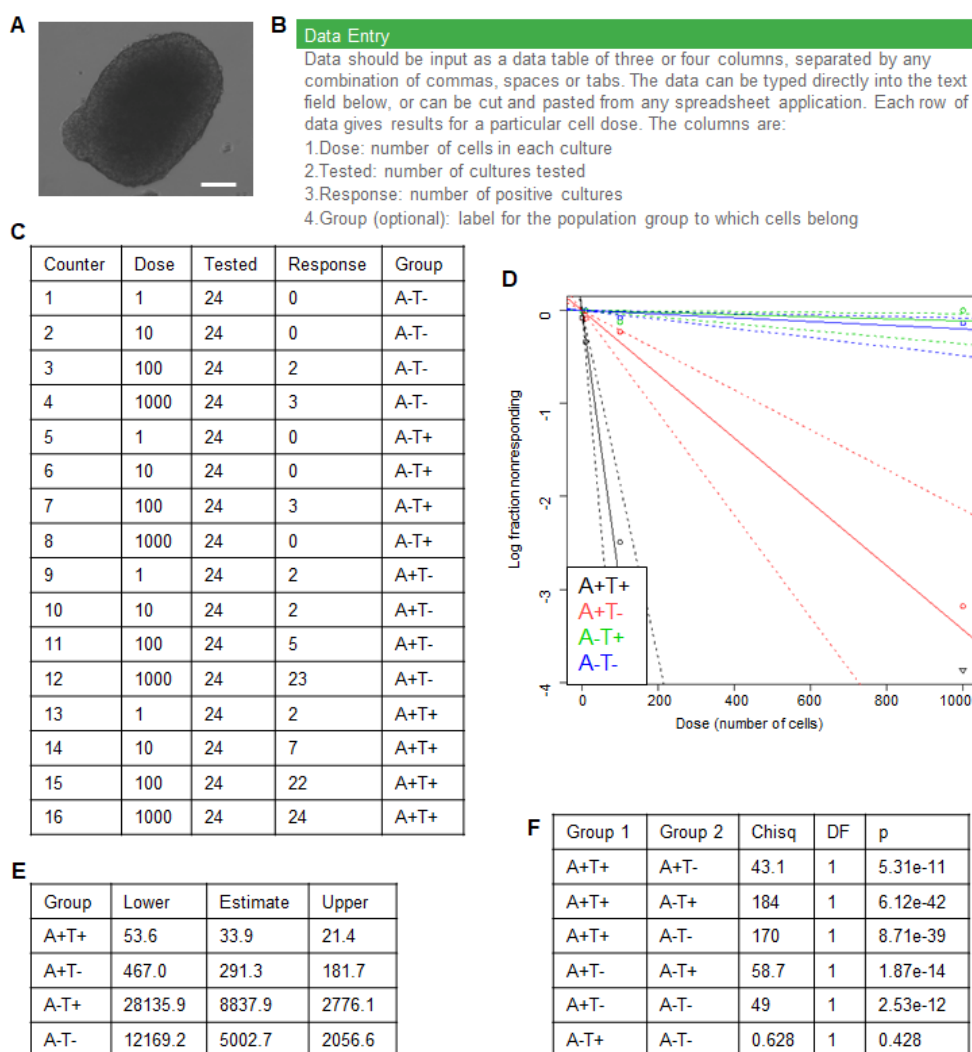 A
B
Data Entry
Data should be input as a data table of three or four columns, separated by any
combination of commas, spaces or tabs. The data can be typed directly into the text
field below, or can be cut and pasted from any spreadsheet application. Each row of
data gives results for a particular cell dose. The columns are:
1.Dose: number of cells in each culture
2.Tested: number of cultures tested
3.Response: number of positive cultures
4.Group (optional): label for the population group to which cells belong
C
Counter Dose Tested Response Group
1 1 24 0 A-T-
2 10 24 0 A-T-
3 100 24 2 A-T-
4 1000 24 3 A-T-
5 1 24 0 A-T+
6 10 24 0 A-T+
7 100 24 3 A-T+
8 1000 24 0 A-T+
9 1 24 2 A+T-
10 10 24 2 A+T-
11 100 24 5 A+T-
12 1000 24 23 A+T-
13 1 24 2 A+T+
14 10 24 7 A+T+
15 100 24 22 A+T+
16 1000 24 24 A+T+
D
Log fraction nonresponding
0
-1
-2
-3
-4
A+T+
A+T-
A-T+
A-T-
0 200 400 600 800 1000
Dose (number of cells)
E
Group Lower Estimate Upper
A+T+ 53.6 33.9 21.4
A+T- 467.0 291.3 181.7
A-T+ 28135.9 8837.9 2776.1
A-T- 12169.2 5002.7 2056.6
F
Group 1 Group 2 Chisq DF p
A+T+ A+T- 43.1 1 5.31e-11
A+T+ A-T+ 184 1 6.12e-42
A+T+ A-T- 170 1 8.71e-39
A+T- A-T+ 58.7 1 1.87e-14
A+T- A-T- 49 1 2.53e-12
A-T+ A-T- 0.628 1 0.428